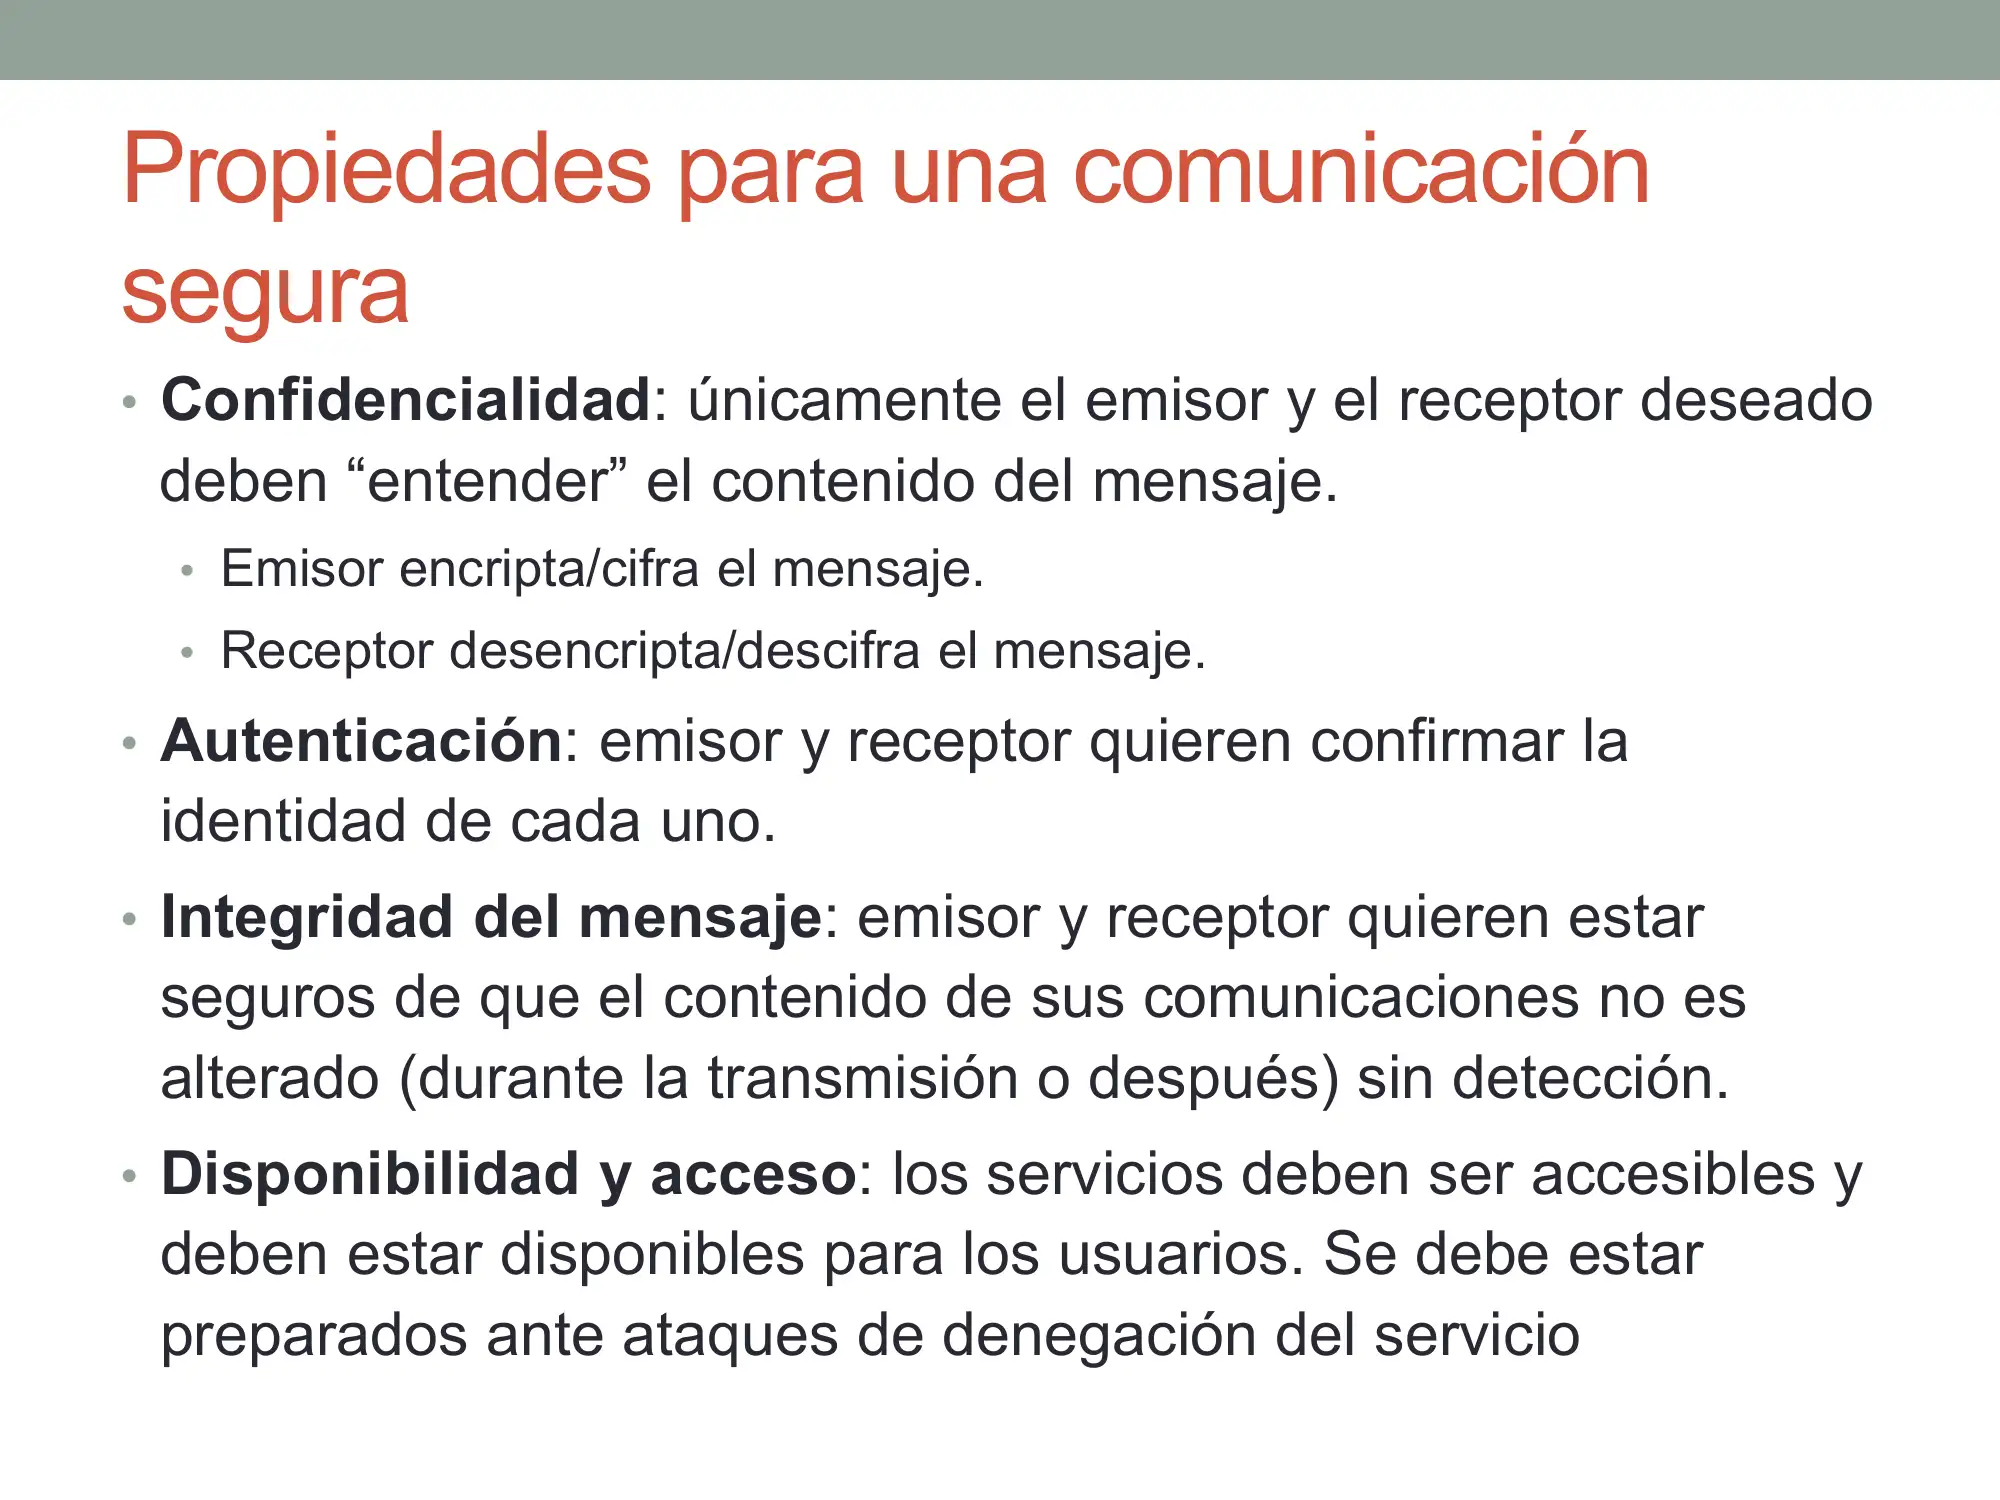 Propiedades para una comunicación
segura
• Confidencialidad: únicamente el emisor y el receptor deseado
deben “entender” el contenido del mensaje.
• Emisor encripta/cifra el mensaje.
• Receptor desencripta/descifra el mensaje.
• Autenticación: emisor y receptor quieren confirmar la
identidad de cada uno.
• Integridad del mensaje: emisor y receptor quieren estar
seguros de que el contenido de sus comunicaciones no es
alterado (durante la transmisión o después) sin detección.
• Disponibilidad y acceso: los servicios deben ser accesibles y
deben estar disponibles para los usuarios. Se debe estar
preparados ante ataques de denegación del servicio